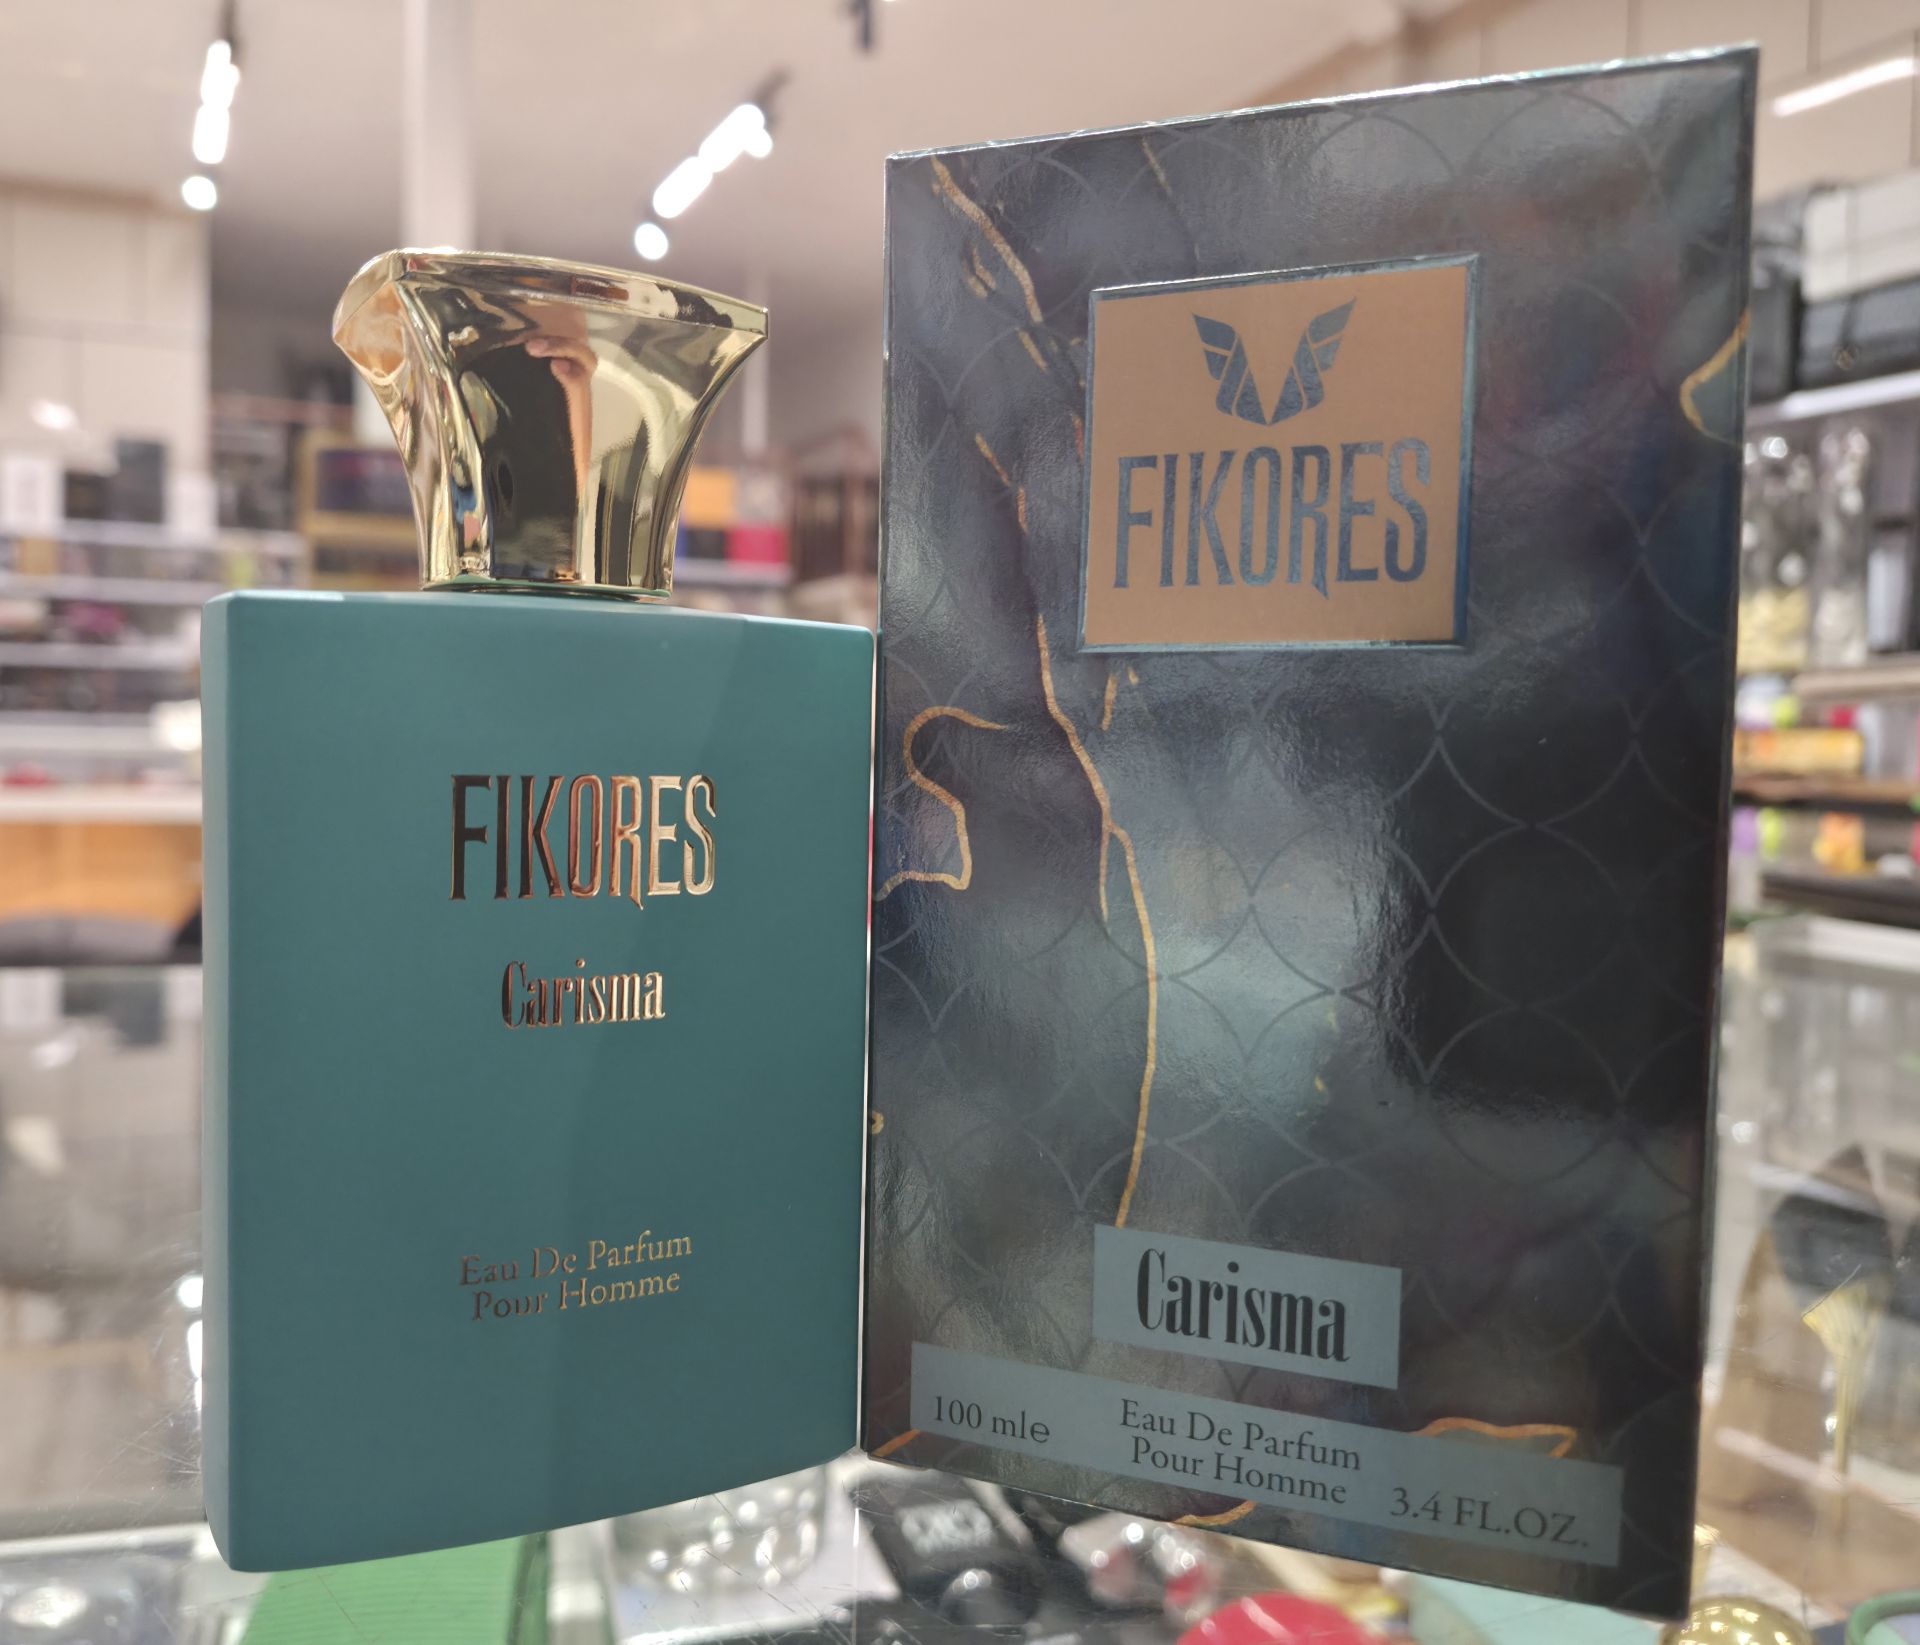 FIKORES
Carisma
Eau De Parfum
Pour Homme
FIKORES
Carisma
100 ml℮
Eau De Parfum
Pour Homme
3.4 FL.OZ.